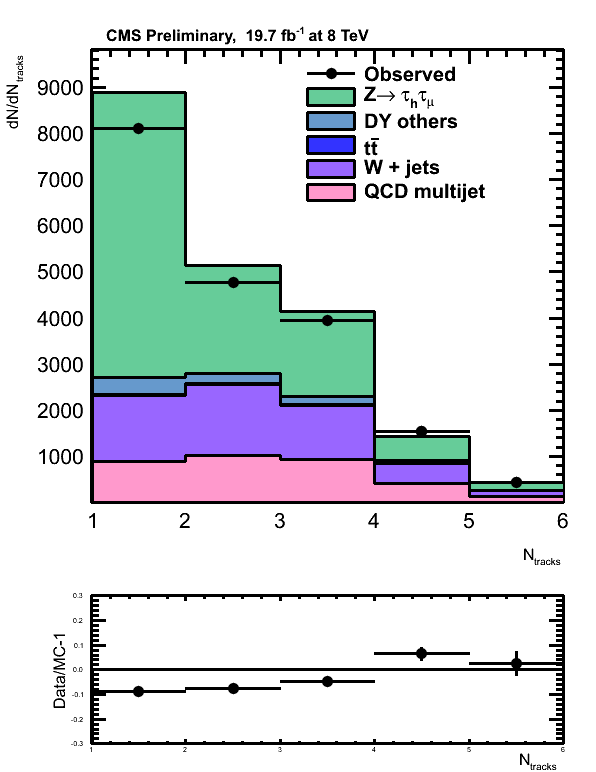 CMS Preliminary, 19.7 fb⁻¹ at 8 TeV
dN/dN_tracks
9000
8000
7000
6000
5000
4000
3000
2000
1000
Observed
Z→ τ_hτ_μ
DY others
tt̄
W + jets
QCD multijet
1 2 3 4 5 6
N_tracks
Data/MC-1
0.3
0.2
0.1
0.0
-0.1
-0.2
-0.3
1 2 3 4 5 6
N_tracks